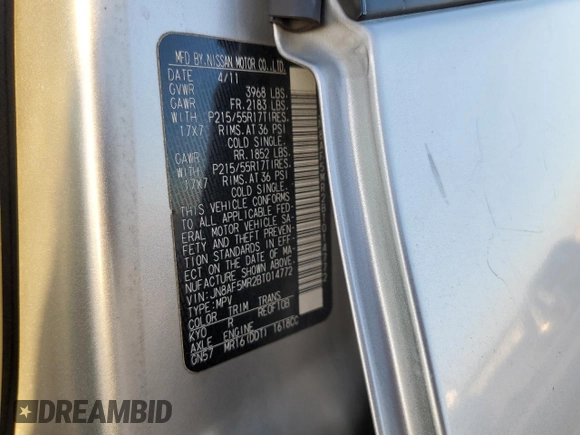 MFD BY.NISSAN MOTOR CO.,LTD.
DATE 4/11
GVWR 3968 LBS.
GAWR FR.2183 LBS.
WITH P215/55R17TIRES.
17X7 RIMS.AT 36 PSI
COLD SINGLE.
GAWR RR.1852 LBS.
WITH P215/55R17TIRES.
17X7 RIMS.AT 36 PSI
COLD SINGLE.
THIS VEHICLE CONFORMS
TO ALL APPLICABLE FED-
ERAL MOTOR VEHICLE SA-
FETY AND THEFT PREVEN-
TION STANDARDS IN EFF-
ECT ON THE DATE OF MA-
NUFACTURE SHOWN ABOVE.
VIN:JN8AF5MR2BT014772
TYPE:MPV
COLOR TRIM TRANS
KY0 R RE0F10B
AXLE ENGINE
GN57 MR16(DDT) 1618CC
DREAMBID